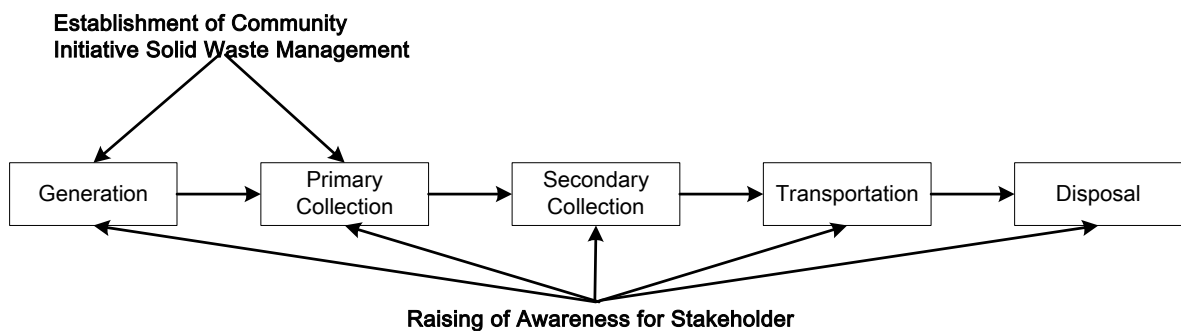 Establishment of Community
Initiative Solid Waste Management
Generation
Primary
Collection
Secondary
Collection
Transportation
Disposal
Raising of Awareness for Stakeholder